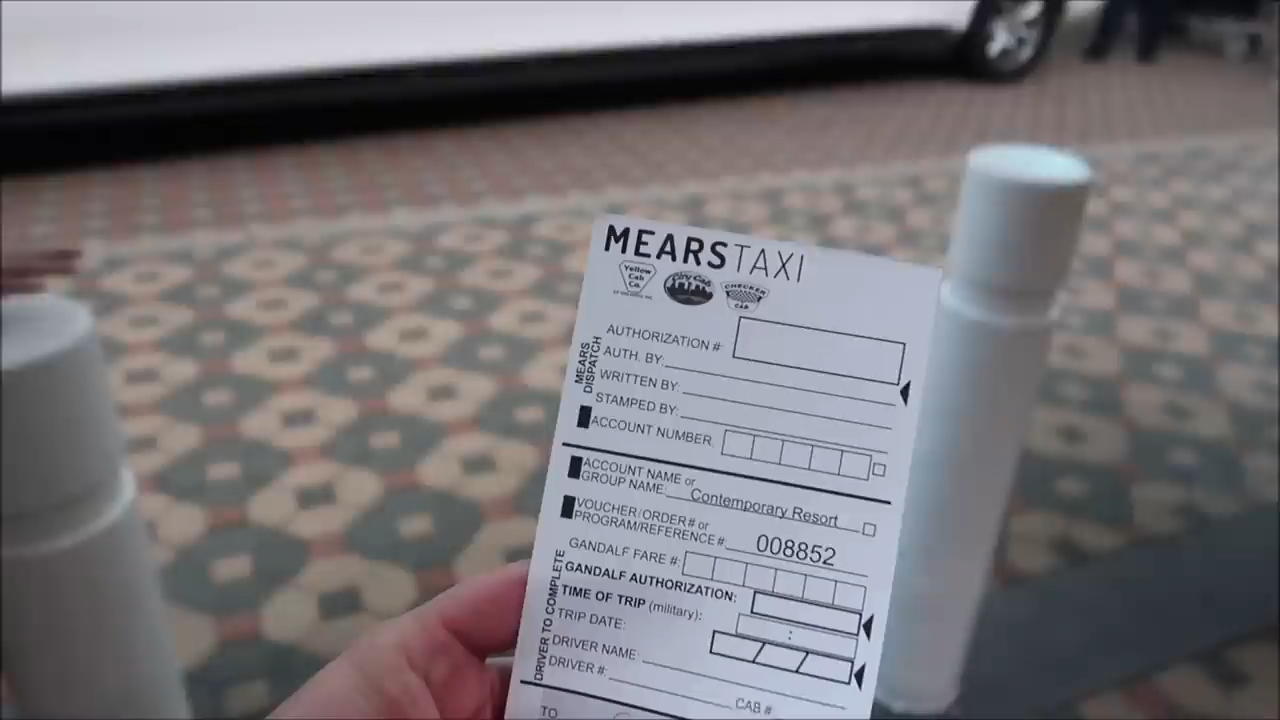 MEARS TAXI
Yellow Cab Co.
City Cab
CHECKER CAB
MEARS DISPATCH
AUTHORIZATION #:
AUTH. BY:
WRITTEN BY:
STAMPED BY:
ACCOUNT NUMBER
ACCOUNT NAME or
GROUP NAME: Contemporary Resort
VOUCHER/ORDER # or
PROGRAM/REFERENCE #: 008852
DRIVER TO COMPLETE
GANDALF FARE #:
GANDALF AUTHORIZATION:
TIME OF TRIP (military): :
TRIP DATE:
DRIVER NAME:
DRIVER #: CAB #
TO